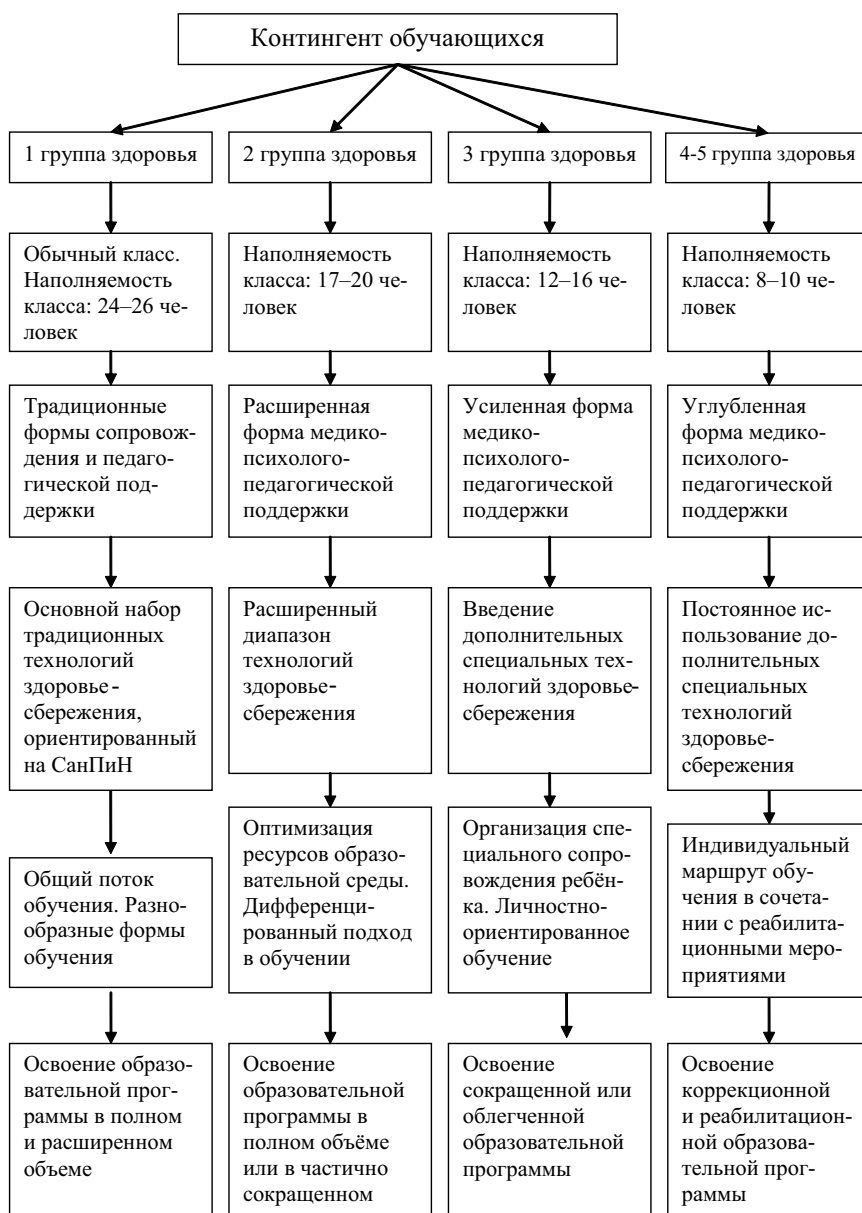 Контингент обучающихся
1 группа здоровья
2 группа здоровья
3 группа здоровья
4-5 группа здоровья
Обычный класс.
Наполняемость
класса: 24–26 че-
ловек
Наполняемость
класса: 17–20 че-
ловек
Наполняемость
класса: 12–16 че-
ловек
Наполняемость
класса: 8–10 че-
ловек
Традиционные
формы сопровож-
дения и педаго-
гической под-
держки
Расширенная
форма медико-
психолого-
педагогической
поддержки
Усиленная форма
медико-
психолого-
педагогической
поддержки
Углубленная
форма медико-
психолого-
педагогической
поддержки
Основной набор
традиционных
технологий
здоровье-
сбережения,
ориентированный
на СанПиН
Расширенный
диапазон
технологий
здоровье-
сбережения
Введение
дополнительных
специальных тех-
нологий здоровье-
сбережения
Постоянное ис-
пользование до-
полнительных
специальных
технологий
здоровье-
сбережения
Общий поток
обучения. Разно-
образные формы
обучения
Оптимизация
ресурсов образо-
вательной среды.
Дифференци-
рованный подход
в обучении
Организация спе-
циального сопро-
вождения ребён-
ка. Личностно-
ориентированное
обучение
Индивидуальный
маршрут обу-
чения в сочета-
нии с реабилит-
ационными меро-
приятиями
Освоение образо-
вательной про-
граммы в полном
и расширенном
объеме
Освоение
образовательной
программы в
полном объёме
или в частично
сокращенном
Освоение
сокращенной или
облегченной
образовательной
программы
Освоение
коррекционной
и реабилитацион-
ной образова-
тельной прог-
раммы